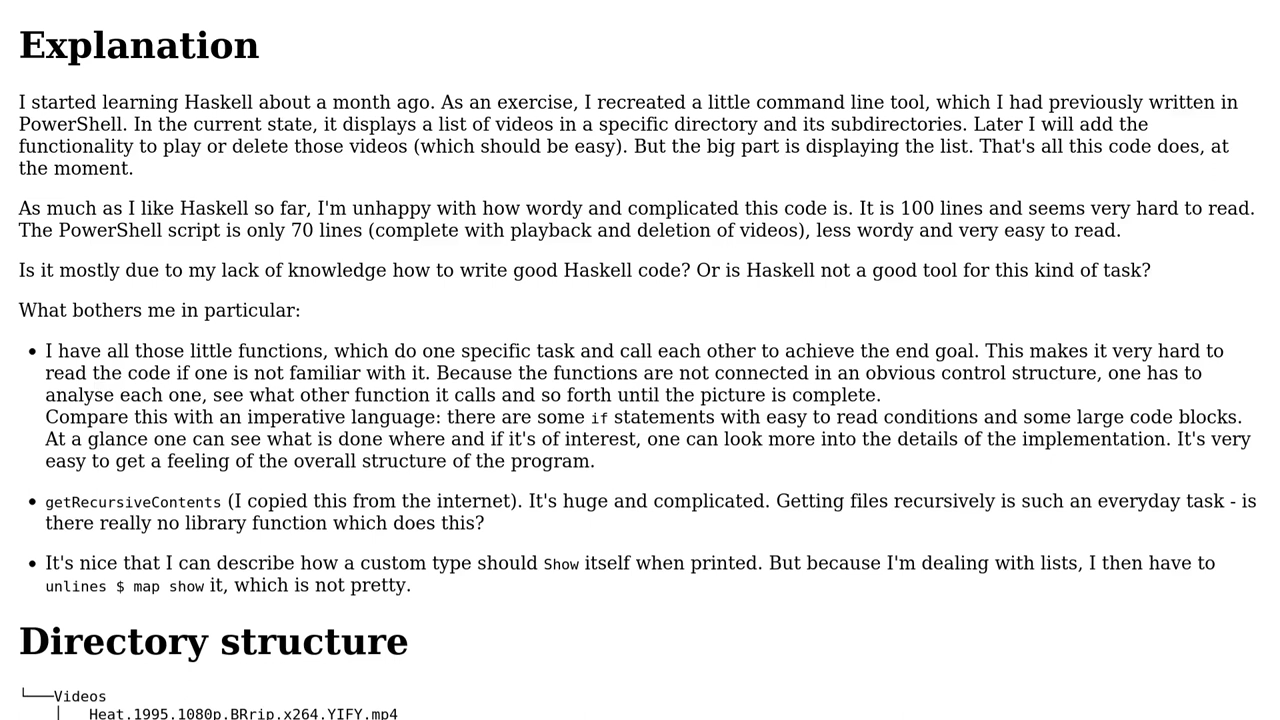 Explanation
I started learning Haskell about a month ago. As an exercise, I recreated a little command line tool, which I had previously written in
PowerShell. In the current state, it displays a list of videos in a specific directory and its subdirectories. Later I will add the
functionality to play or delete those videos (which should be easy). But the big part is displaying the list. That's all this code does, at
the moment.
As much as I like Haskell so far, I'm unhappy with how wordy and complicated this code is. It is 100 lines and seems very hard to read.
The PowerShell script is only 70 lines (complete with playback and deletion of videos), less wordy and very easy to read.
Is it mostly due to my lack of knowledge how to write good Haskell code? Or is Haskell not a good tool for this kind of task?
What bothers me in particular:
• I have all those little functions, which do one specific task and call each other to achieve the end goal. This makes it very hard to
read the code if one is not familiar with it. Because the functions are not connected in an obvious control structure, one has to
analyse each one, see what other function it calls and so forth until the picture is complete.
Compare this with an imperative language: there are some if statements with easy to read conditions and some large code blocks.
At a glance one can see what is done where and if it's of interest, one can look more into the details of the implementation. It's very
easy to get a feeling of the overall structure of the program.
• getRecursiveContents (I copied this from the internet). It's huge and complicated. Getting files recursively is such an everyday task - is
there really no library function which does this?
• It's nice that I can describe how a custom type should Show itself when printed. But because I'm dealing with lists, I then have to
unlines $ map show it, which is not pretty.
Directory structure
└───Videos
│   Heat.1995.1080p.BRrip.x264.YIFY.mp4